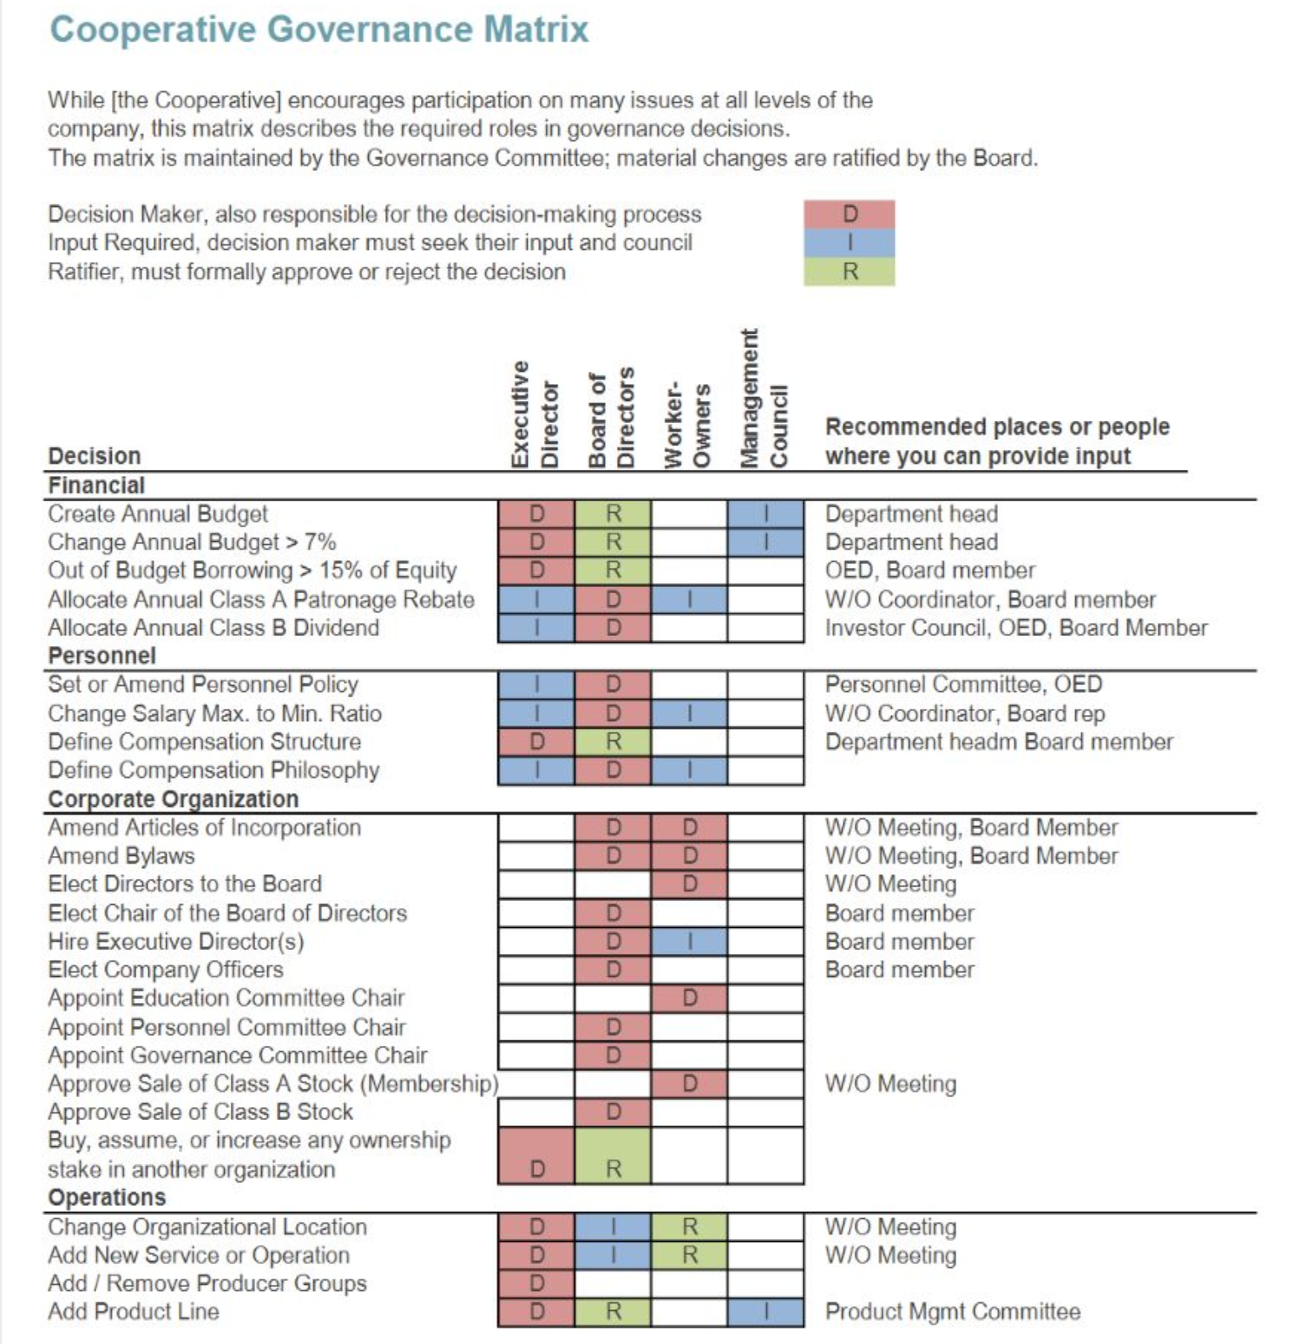 Cooperative Governance Matrix
While [the Cooperative] encourages participation on many issues at all levels of the
company, this matrix describes the required roles in governance decisions.
The matrix is maintained by the Governance Committee; material changes are ratified by the Board.
Decision Maker, also responsible for the decision-making process D
Input Required, decision maker must seek their input and council I
Ratifier, must formally approve or reject the decision R
Decision Executive Director Board of Directors Worker-Owners Management Council Recommended places or people
where you can provide input
Financial
Create Annual Budget D R I Department head
Change Annual Budget > 7% D R I Department head
Out of Budget Borrowing > 15% of Equity D R OED, Board member
Allocate Annual Class A Patronage Rebate I D I W/O Coordinator, Board member
Allocate Annual Class B Dividend I D Investor Council, OED, Board Member
Personnel
Set or Amend Personnel Policy I D Personnel Committee, OED
Change Salary Max. to Min. Ratio I D I W/O Coordinator, Board rep
Define Compensation Structure D R Department headm Board member
Define Compensation Philosophy I D I
Corporate Organization
Amend Articles of Incorporation D D W/O Meeting, Board Member
Amend Bylaws D D W/O Meeting, Board Member
Elect Directors to the Board D W/O Meeting
Elect Chair of the Board of Directors D Board member
Hire Executive Director(s) D I Board member
Elect Company Officers D Board member
Appoint Education Committee Chair D
Appoint Personnel Committee Chair D
Appoint Governance Committee Chair D
Approve Sale of Class A Stock (Membership) D W/O Meeting
Approve Sale of Class B Stock D
Buy, assume, or increase any ownership
stake in another organization D R
Operations
Change Organizational Location D I R W/O Meeting
Add New Service or Operation D I R W/O Meeting
Add / Remove Producer Groups D
Add Product Line D R I Product Mgmt Committee